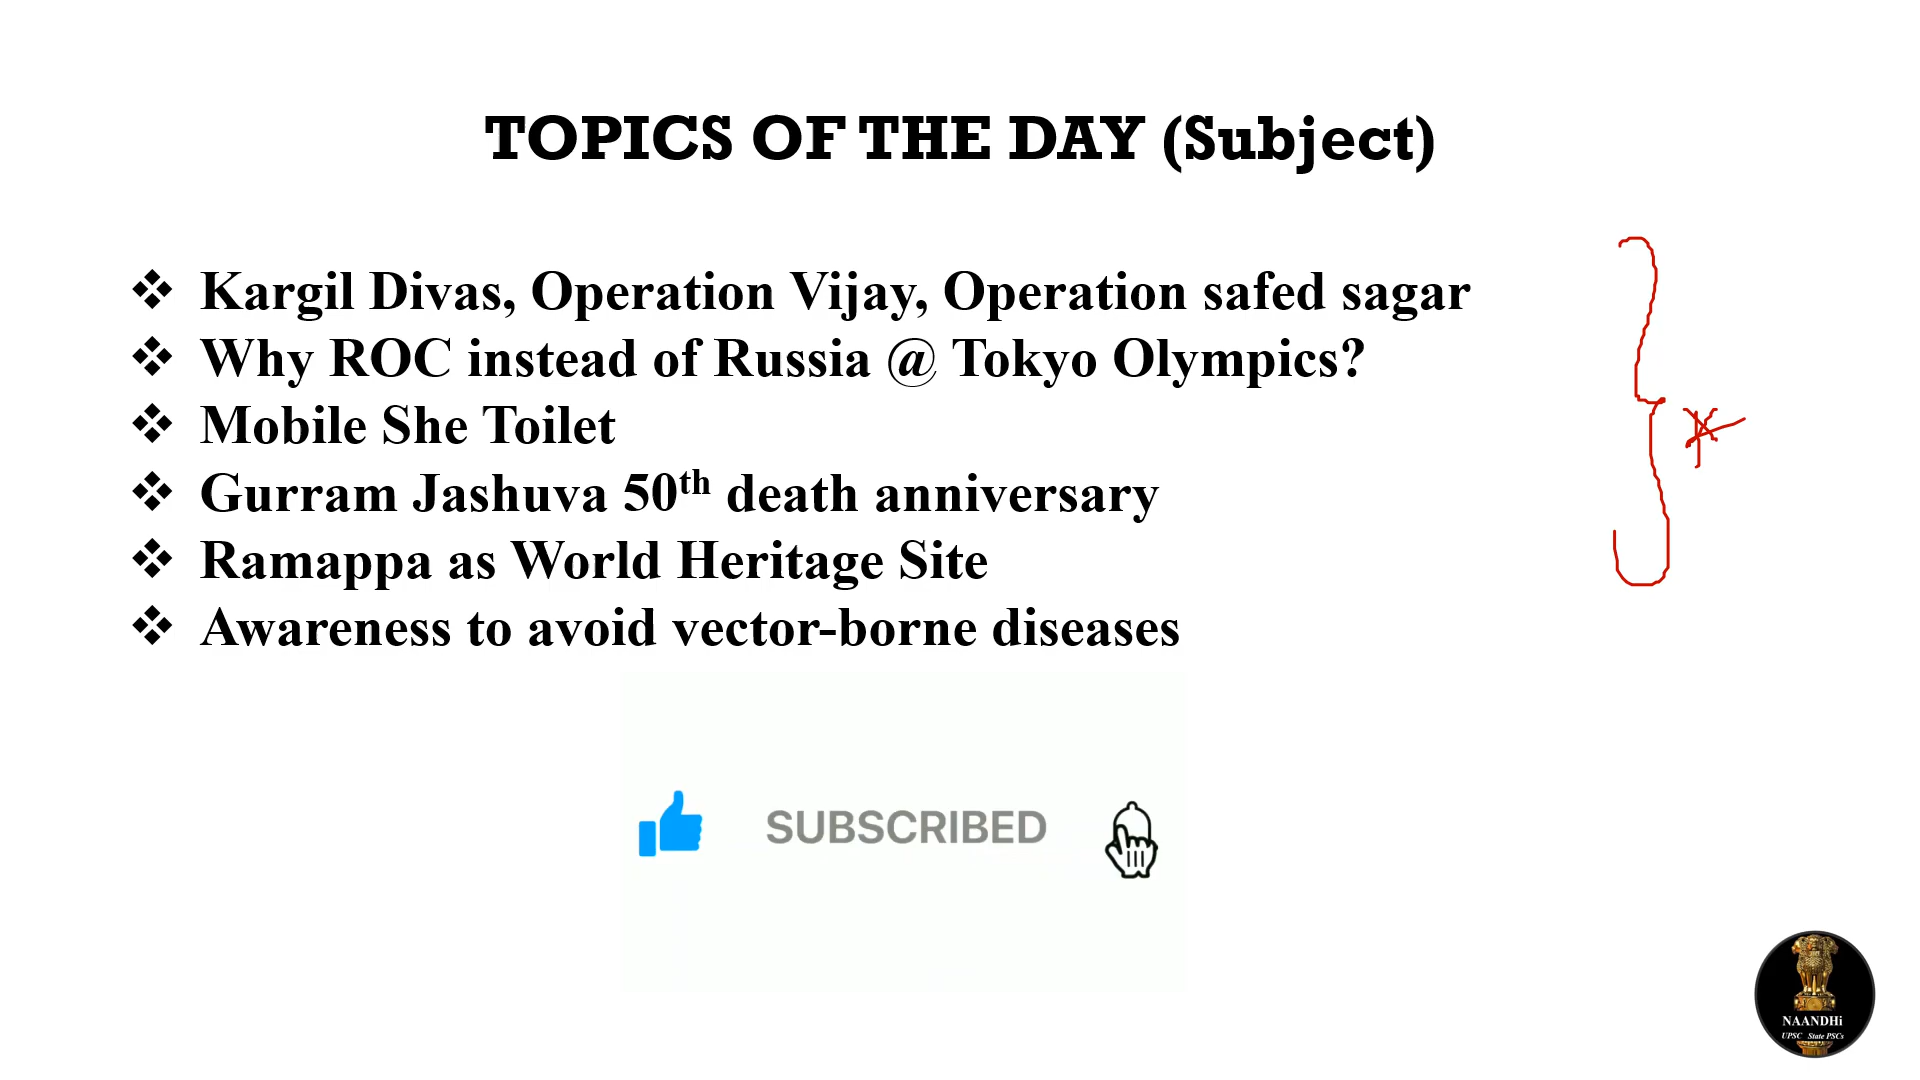 TOPICS OF THE DAY (Subject)
❖ Kargil Divas, Operation Vijay, Operation safed sagar
❖ Why ROC instead of Russia @ Tokyo Olympics?
❖ Mobile She Toilet
❖ Gurram Jashuva 50th death anniversary
❖ Ramappa as World Heritage Site
❖ Awareness to avoid vector-borne diseases
SUBSCRIBED
NAANDHi
UPSC State PSCs